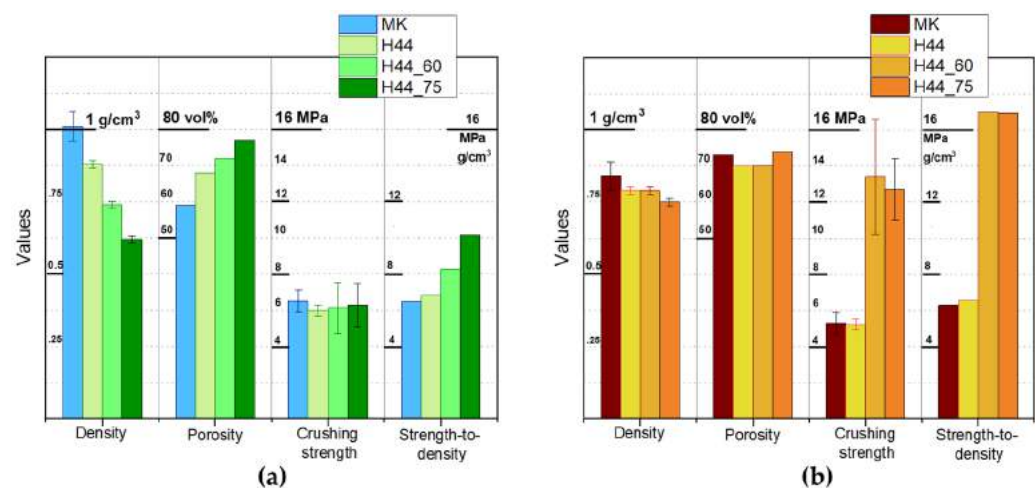 MK
H44
H44_60
H44_75
1 g/cm³
80 vol%
16 MPa
16
MPa
g/cm³
70
14
.75
60
12
12
50
10
0.5
8
8
6
.25
4
4
Values
Density
Porosity
Crushing
strength
Strength-to-
density
(a)
MK
H44
H44_60
H44_75
1 g/cm³
80 vol%
16 MPa
16
MPa
g/cm³
70
14
.75
60
12
12
50
10
0.5
8
8
6
.25
4
4
Values
Density
Porosity
Crushing
strength
Strength-to-
density
(b)